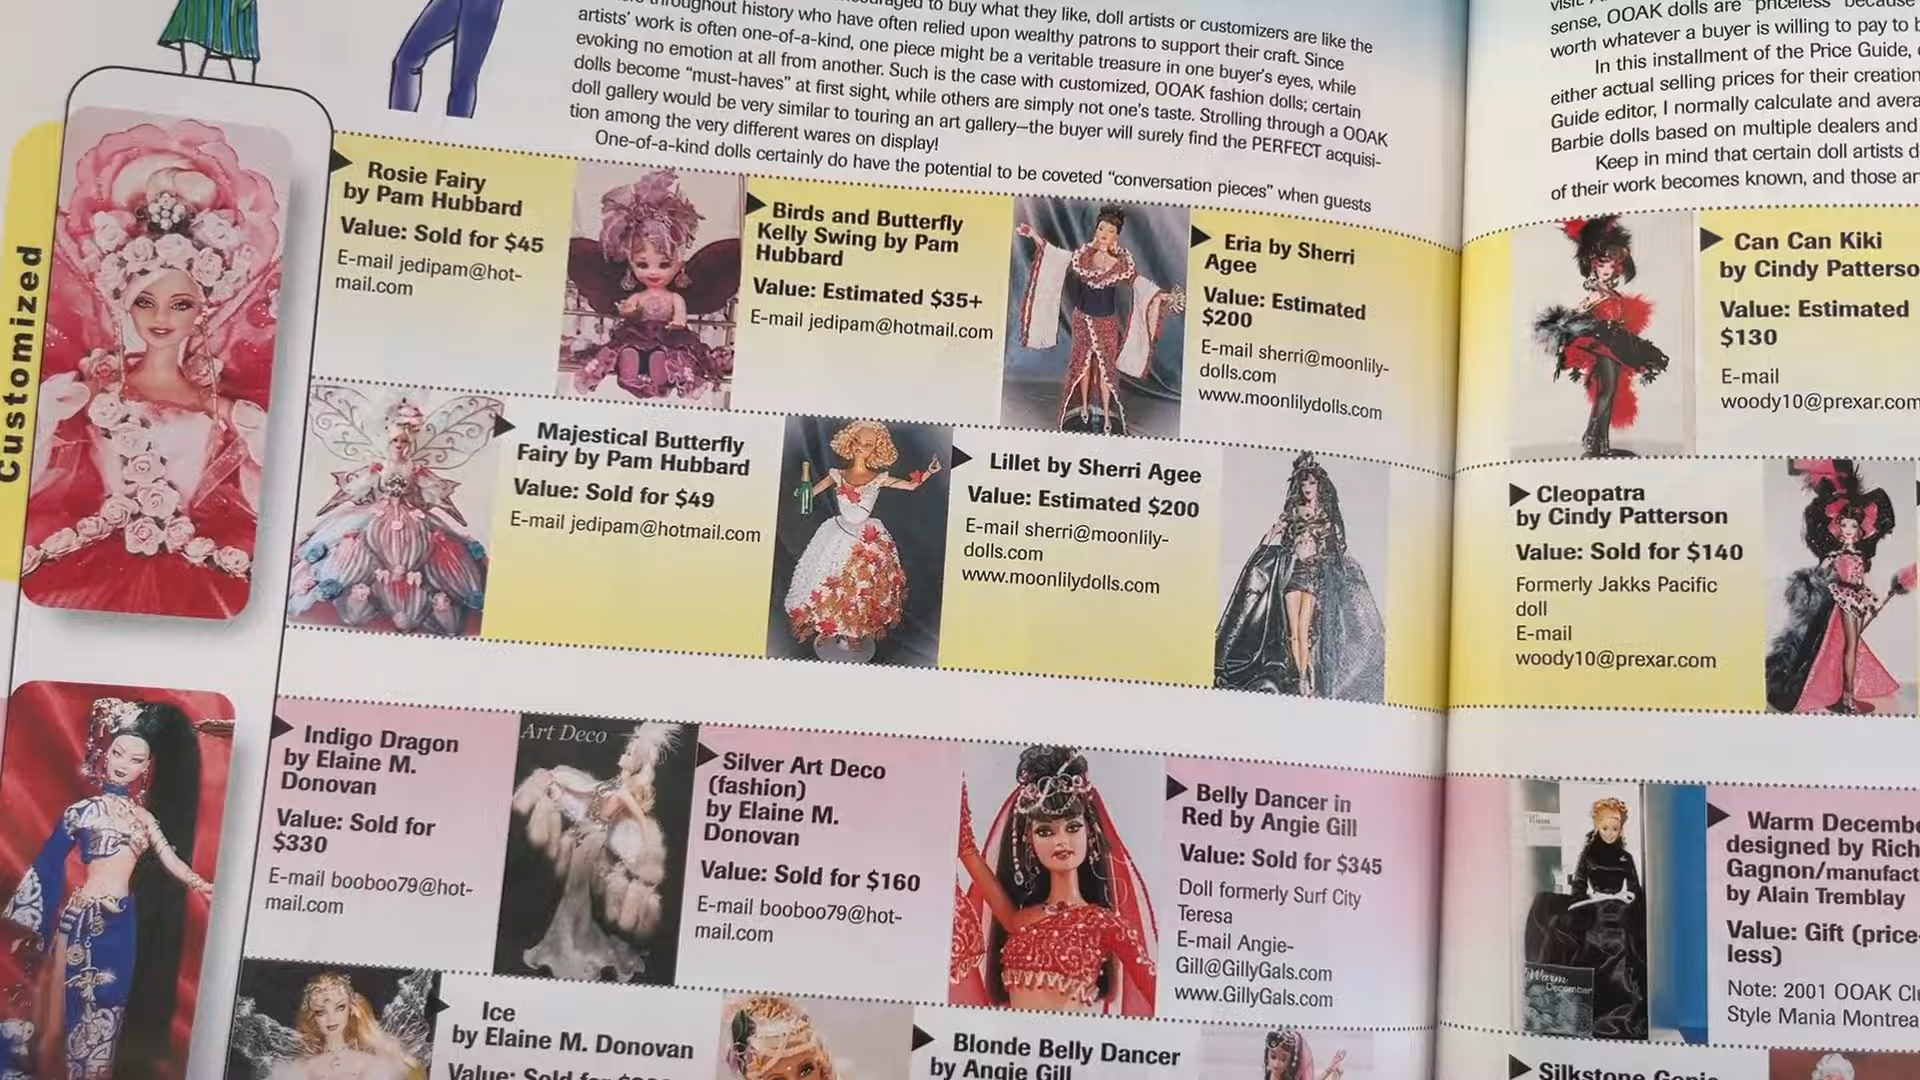 to buy what they like, doll artists or customizers are like the
throughout history who have often relied upon wealthy patrons to support their craft. Since
artists' work is often one-of-a-kind, one piece might be a veritable treasure in one buyer's eyes, while
evoking no emotion at all from another. Such is the case with customized, OOAK fashion dolls; certain
dolls become “must-haves” at first sight, while others are simply not one's taste. Strolling through a OOAK
doll gallery would be very similar to touring an art gallery—the buyer will surely find the PERFECT acquisi-
tion among the very different wares on display!
One-of-a-kind dolls certainly do have the potential to be coveted “conversation pieces” when guests
Customized
Rosie Fairy
by Pam Hubbard
Value: Sold for $45
E-mail jedipam@hot-
mail.com
Birds and Butterfly
Kelly Swing by Pam
Hubbard
Value: Estimated $35+
E-mail jedipam@hotmail.com
Eria by Sherri
Agee
Value: Estimated
$200
E-mail sherri@moonlily-
dolls.com
www.moonlilydolls.com
Majestical Butterfly
Fairy by Pam Hubbard
Value: Sold for $49
E-mail jedipam@hotmail.com
Lillet by Sherri Agee
Value: Estimated $200
E-mail sherri@moonlily-
dolls.com
www.moonlilydolls.com
Indigo Dragon
by Elaine M.
Donovan
Value: Sold for
$330
E-mail booboo79@hot-
mail.com
Art Deco
Silver Art Deco
(fashion)
by Elaine M.
Donovan
Value: Sold for $160
E-mail booboo79@hot-
mail.com
Belly Dancer in
Red by Angie Gill
Value: Sold for $345
Doll formerly Surf City
Teresa
E-mail Angie-
Gill@GillyGals.com
www.GillyGals.com
Ice
by Elaine M. Donovan
Value: Sold for
Blonde Belly Dancer
by Angie Gill
sense, OOAK dolls are “priceless” because
worth whatever a buyer is willing to pay to
In this installment of the Price Guide,
either actual selling prices for their creation
Guide editor, I normally calculate and
Barbie dolls based on multiple dealers and
Keep in mind that certain doll artists
of their work becomes known, and those
Can Can Kiki
by Cindy
Value: Estimated
$130
E-mail
woody10@prexar.com
Cleopatra
by Cindy Patterson
Value: Sold for $140
Formerly Jakks Pacific
doll
E-mail
woody10@prexar.com
Warm
December
Warm
designed by
by Alain Tremblay
Value: Gift (price-
less)
Note: 2001 OOAK
Style Mania
Silkstone